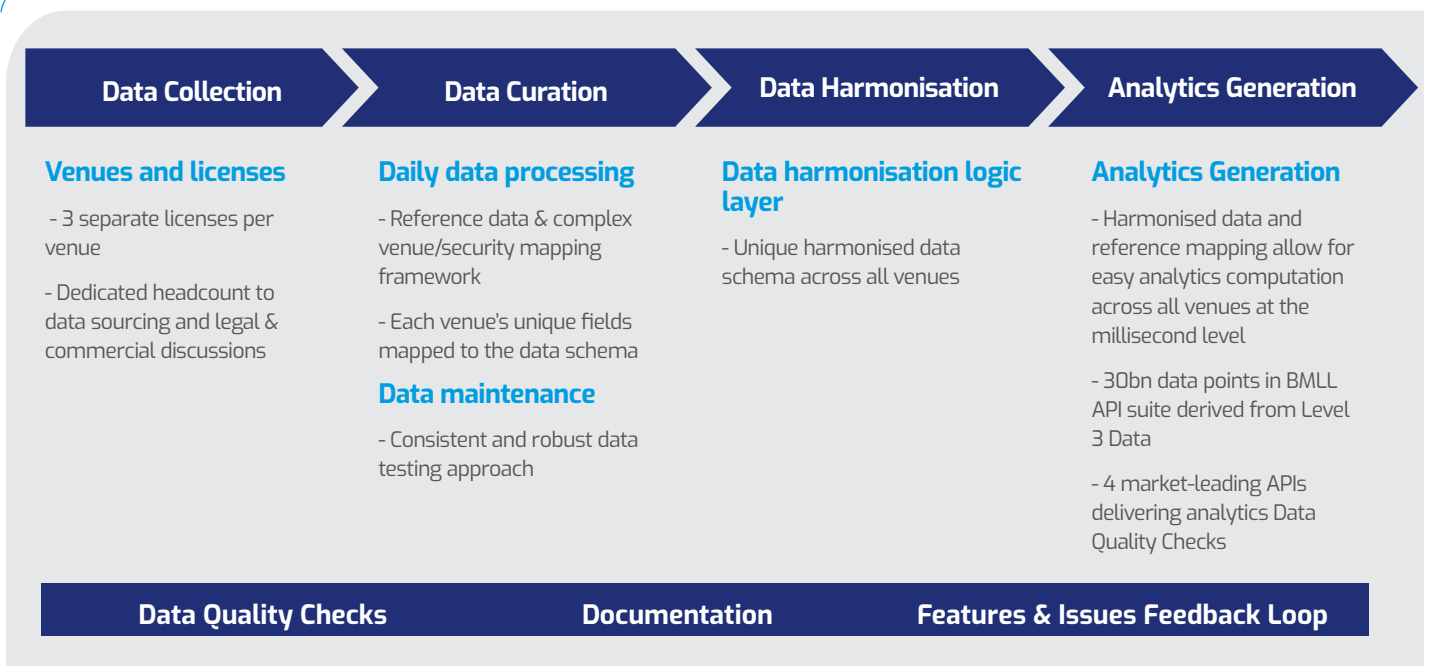 Data Collection
Data Curation
Data Harmonisation
Analytics Generation
Venues and licenses
- 3 separate licenses per
venue
- Dedicated headcount to
data sourcing and legal &
commercial discussions
Daily data processing
- Reference data & complex
venue/security mapping
framework
- Each venue's unique fields
mapped to the data schema
Data maintenance
- Consistent and robust data
testing approach
Data harmonisation logic
layer
- Unique harmonised data
schema across all venues
Analytics Generation
- Harmonised data and
reference mapping allow for
easy analytics computation
across all venues at the
millisecond level
- 30bn data points in BMLL
API suite derived from Level
3 Data
- 4 market-leading APIs
delivering analytics Data
Quality Checks
Data Quality Checks
Documentation
Features & Issues Feedback Loop